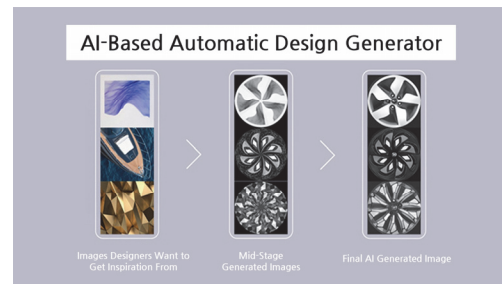 AI-Based Automatic Design Generator
Images Designers Want to
Get Inspiration From
Mid-Stage
Generated Images
Final AI Generated Image